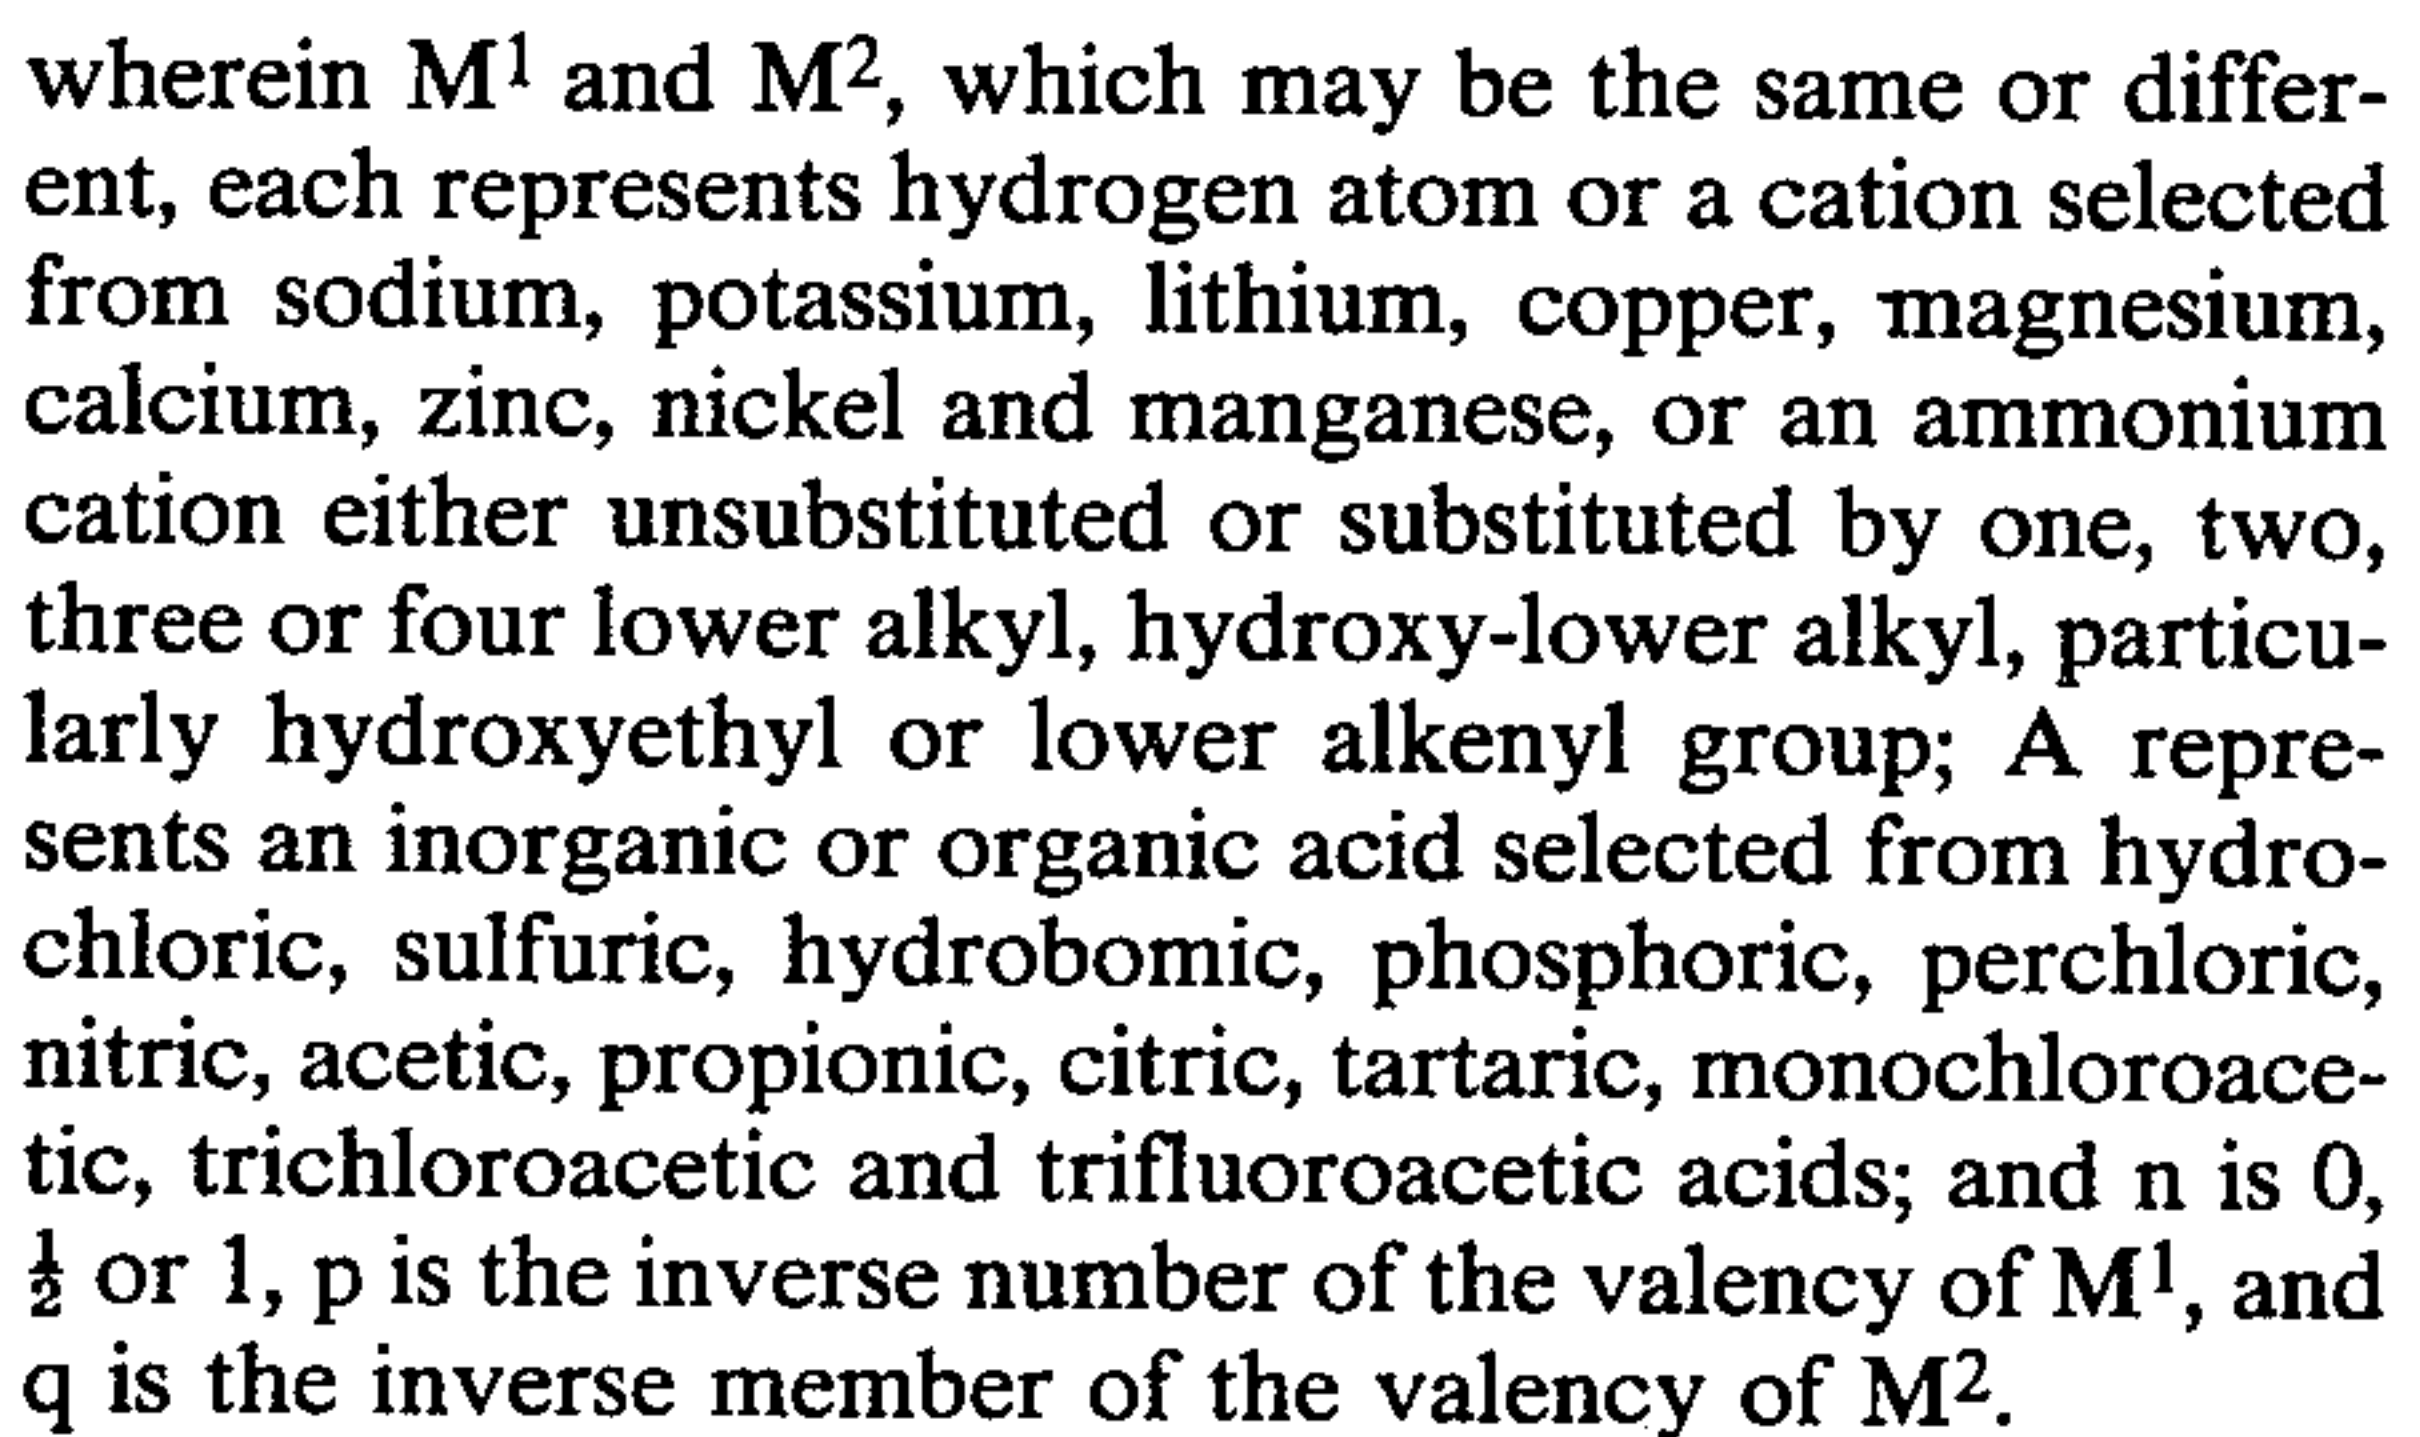 wherein M¹ and M², which may be the same or differ-
ent, each represents hydrogen atom or a cation selected
from sodium, potassium, lithium, copper, magnesium,
calcium, zinc, nickel and manganese, or an ammonium
cation either unsubstituted or substituted by one, two,
three or four lower alkyl, hydroxy-lower alkyl, particu-
larly hydroxyethyl or lower alkenyl group; A repre-
sents an inorganic or organic acid selected from hydro-
chloric, sulfuric, hydrobomic, phosphoric, perchloric,
nitric, acetic, propionic, citric, tartaric, monochloroace-
tic, trichloroacetic and trifluoroacetic acids; and n is 0,
½ or 1, p is the inverse number of the valency of M¹, and
q is the inverse member of the valency of M².